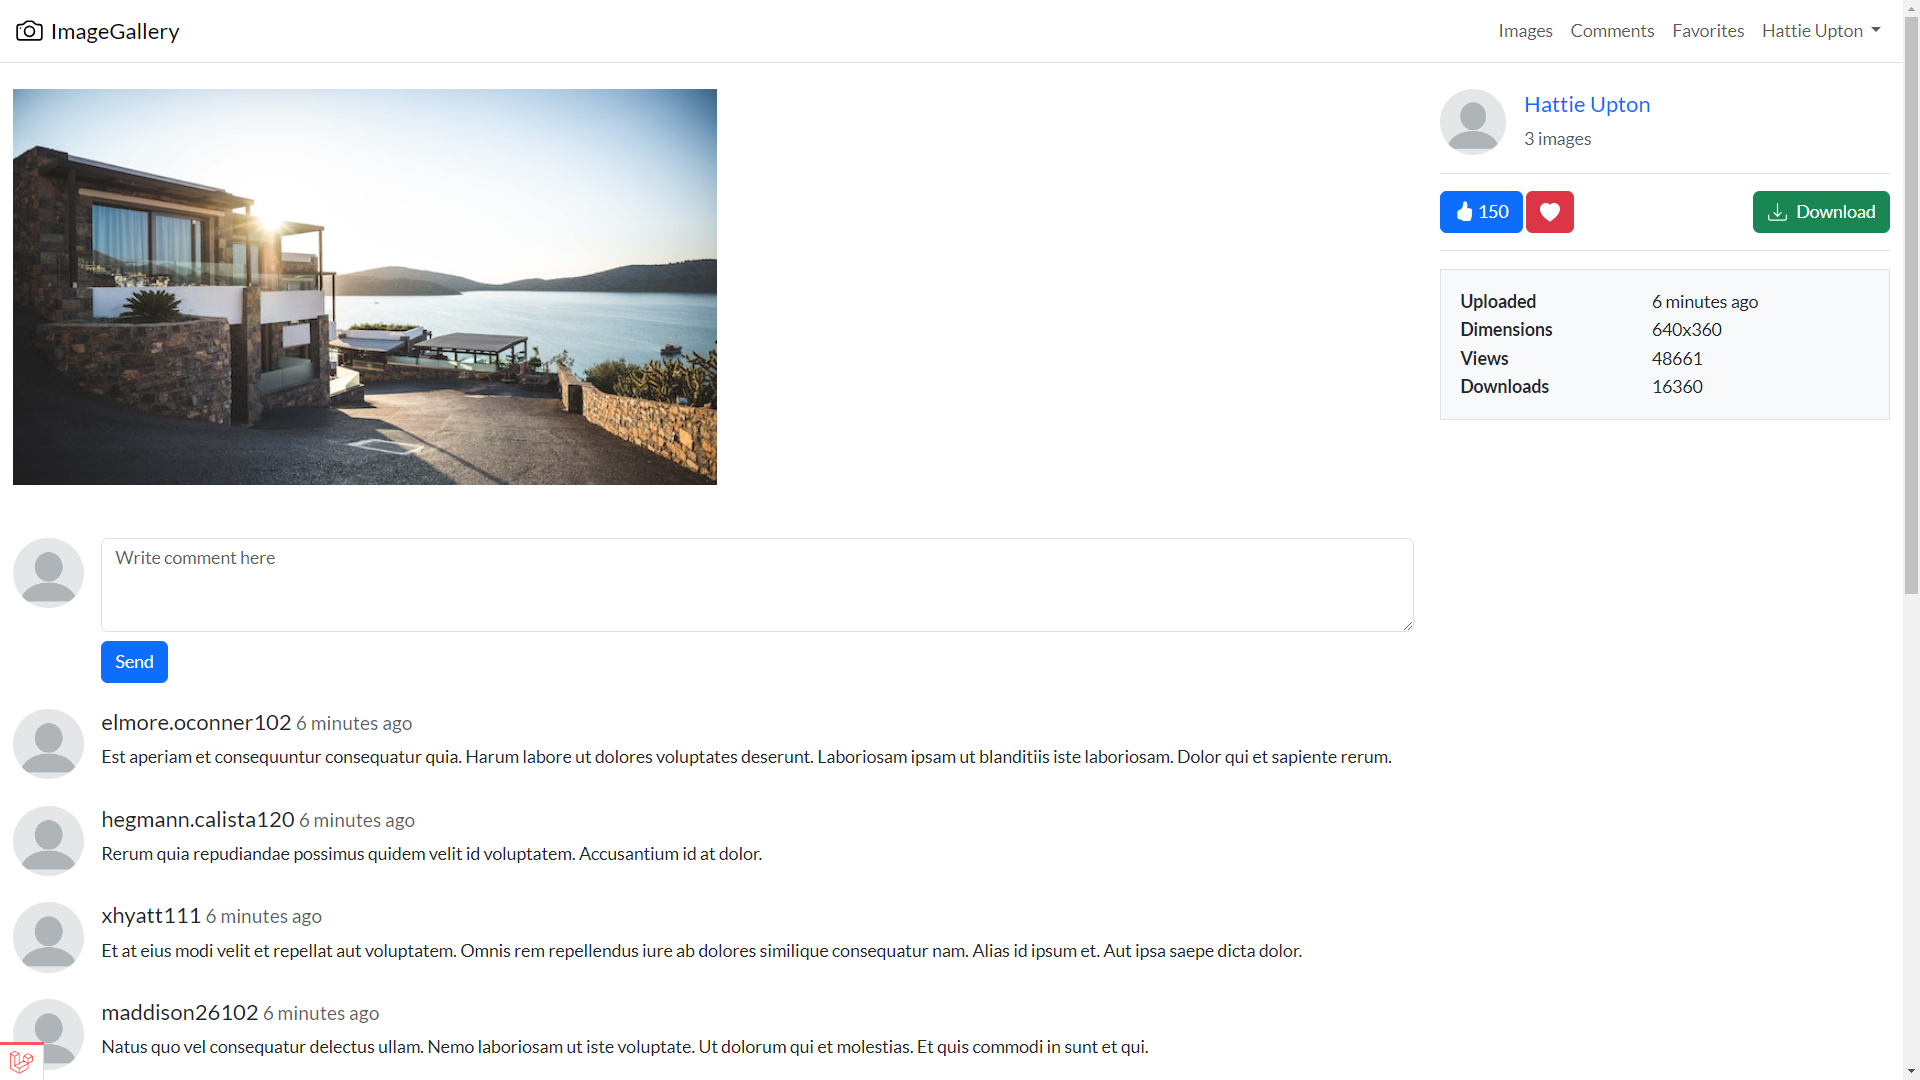 ImageGallery
Images Comments Favorites Hattie Upton
Hattie Upton
3 images
150
Download
Uploaded 6 minutes ago
Dimensions 640x360
Views 48661
Downloads 16360
Write comment here
Send
elmore.oconner102 6 minutes ago
Est aperiam et consequuntur consequatur quia. Harum labore ut dolores voluptates deserunt. Laboriosam ipsam ut blanditiis iste laboriosam. Dolor qui et sapiente rerum.
hegmann.calista120 6 minutes ago
Rerum quia repudiandae possimus quidem velit id voluptatem. Accusantium id at dolor.
xhyatt111 6 minutes ago
Et at eius modi velit et repellat aut voluptatem. Omnis rem repellendus iure ab dolores similique consequatur nam. Alias id ipsum et. Aut ipsa saepe dicta dolor.
maddison26102 6 minutes ago
Natus quo vel consequatur delectus ullam. Nemo laboriosam ut iste voluptate. Ut dolorum qui et molestias. Et quis commodi in sunt et qui.